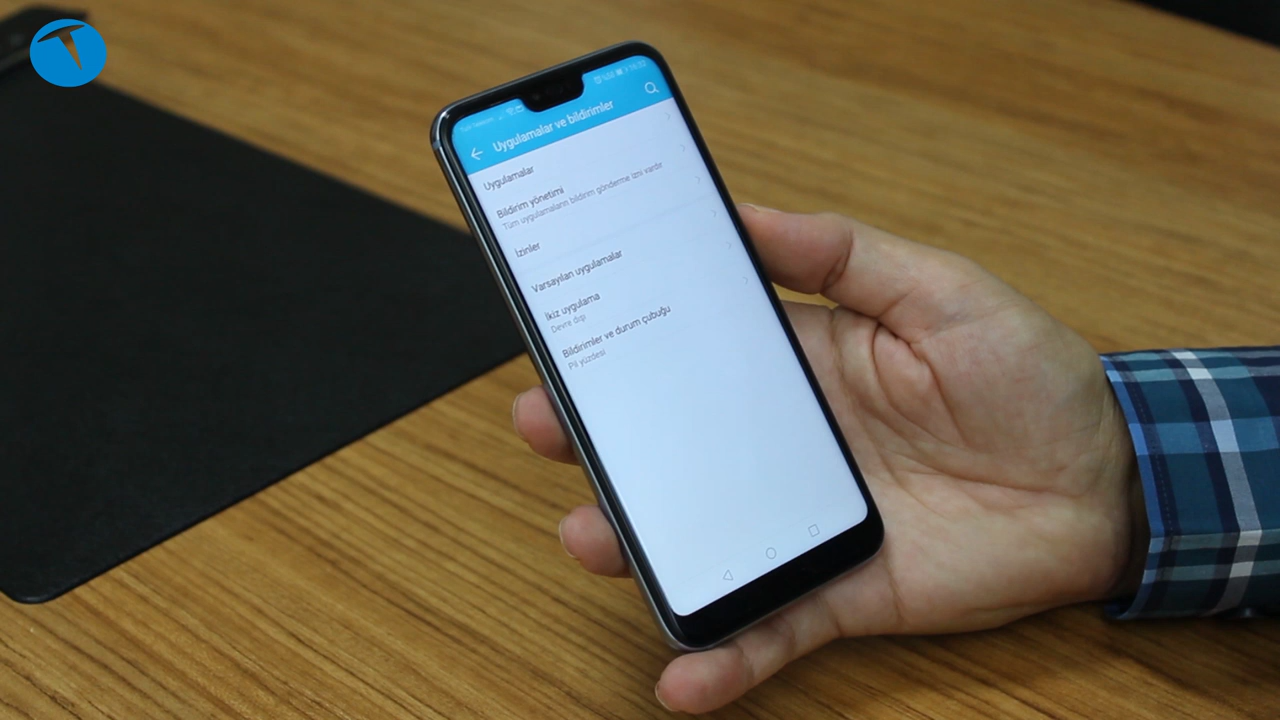 Uygulamalar ve bildirimler
Uygulamalar
Bildirim yönetimi
Tüm uygulamaların bildirim gönderme izni vardır
İzinler
Varsayılan uygulamalar
İkiz uygulama
Devre dışı
Bildirimler ve durum çubuğu
Pil yüzdesi